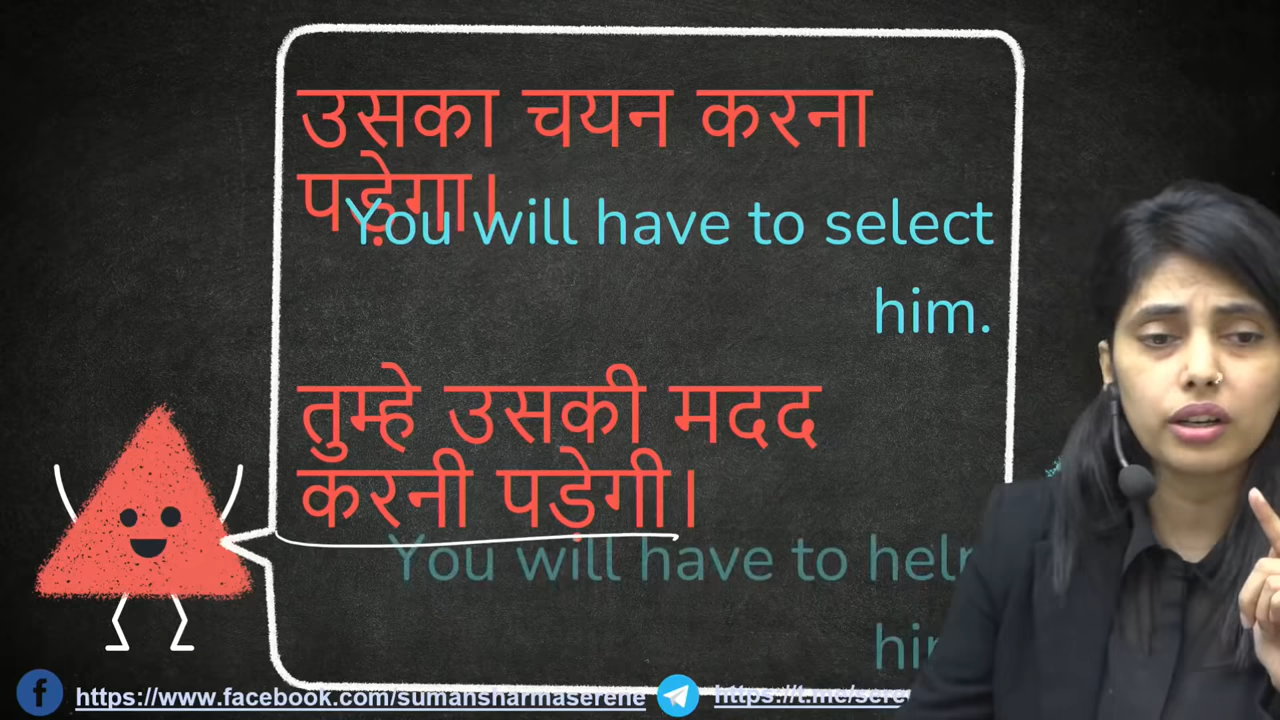 उसका चयन करना
पड़ेगा।
You will have to select
him.
तुम्हे उसकी मदद
करनी पड़ेगी।
You will have to
https://www.facebook.com/sumansharmaserene